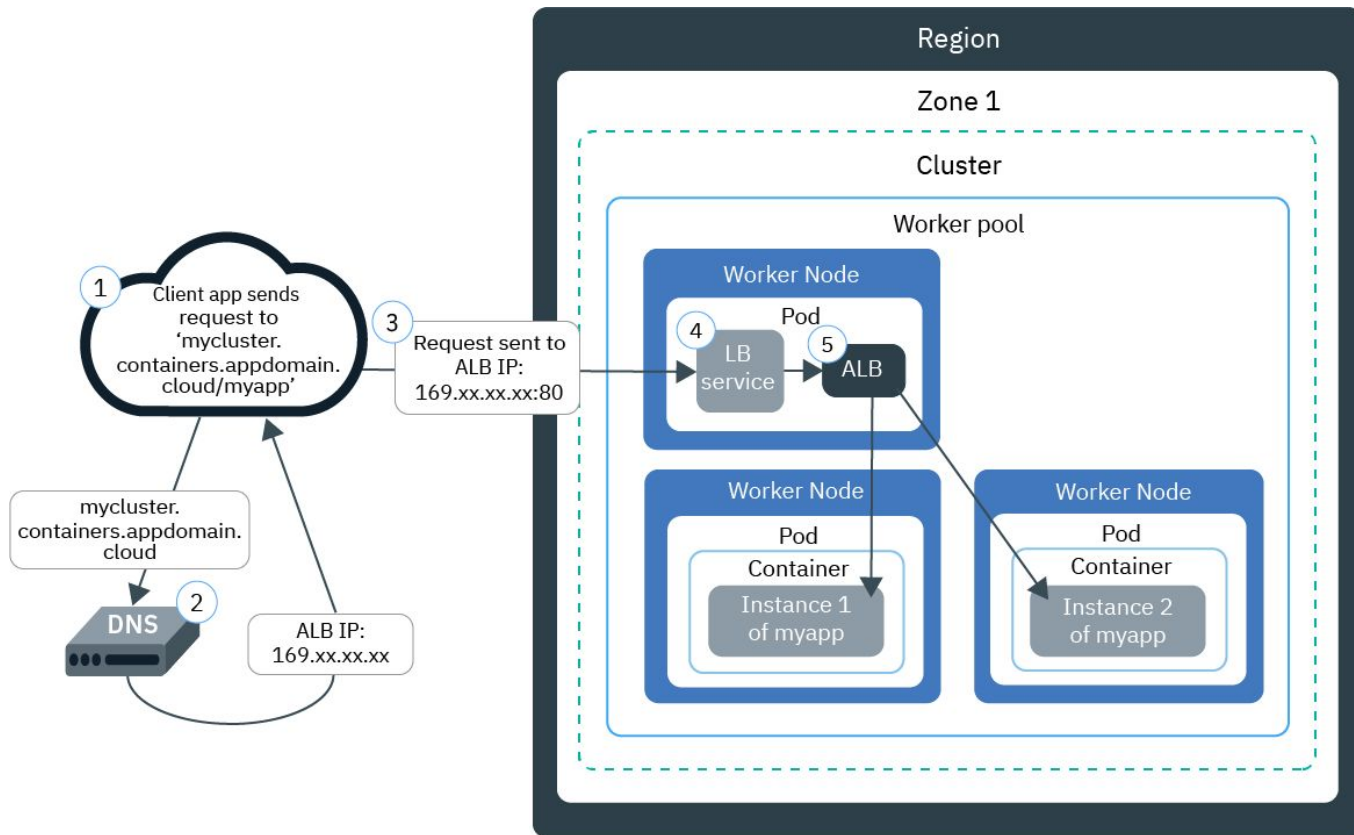 Region
Zone 1
Cluster
Worker pool
1
Client app sends
request to
‘mycluster.
containers.appdomain.
cloud/myapp’
3
Request sent to
ALB IP:
169.xx.xx.xx:80
Worker Node
Pod
4
LB
service
5
ALB
mycluster.
containers.appdomain.
cloud
2
DNS
ALB IP:
169.xx.xx.xx
Worker Node
Pod
Container
Instance 1
of myapp
Worker Node
Pod
Container
Instance 2
of myapp